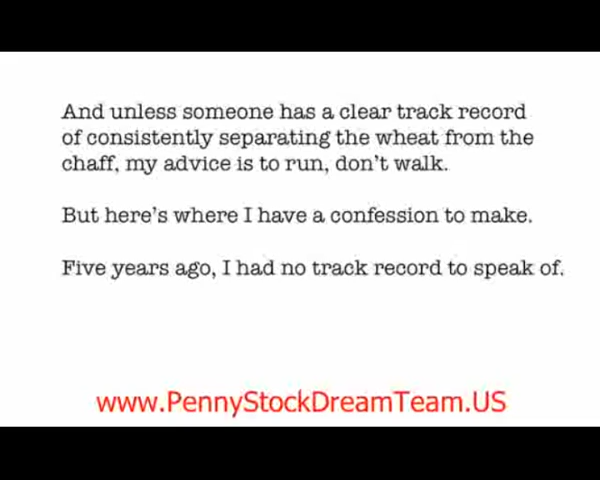 And unless someone has a clear track record
of consistently separating the wheat from the
chaff, my advice is to run, don't walk.
But here's where I have a confession to make.
Five years ago, I had no track record to speak of.
www.PennyStockDreamTeam.US